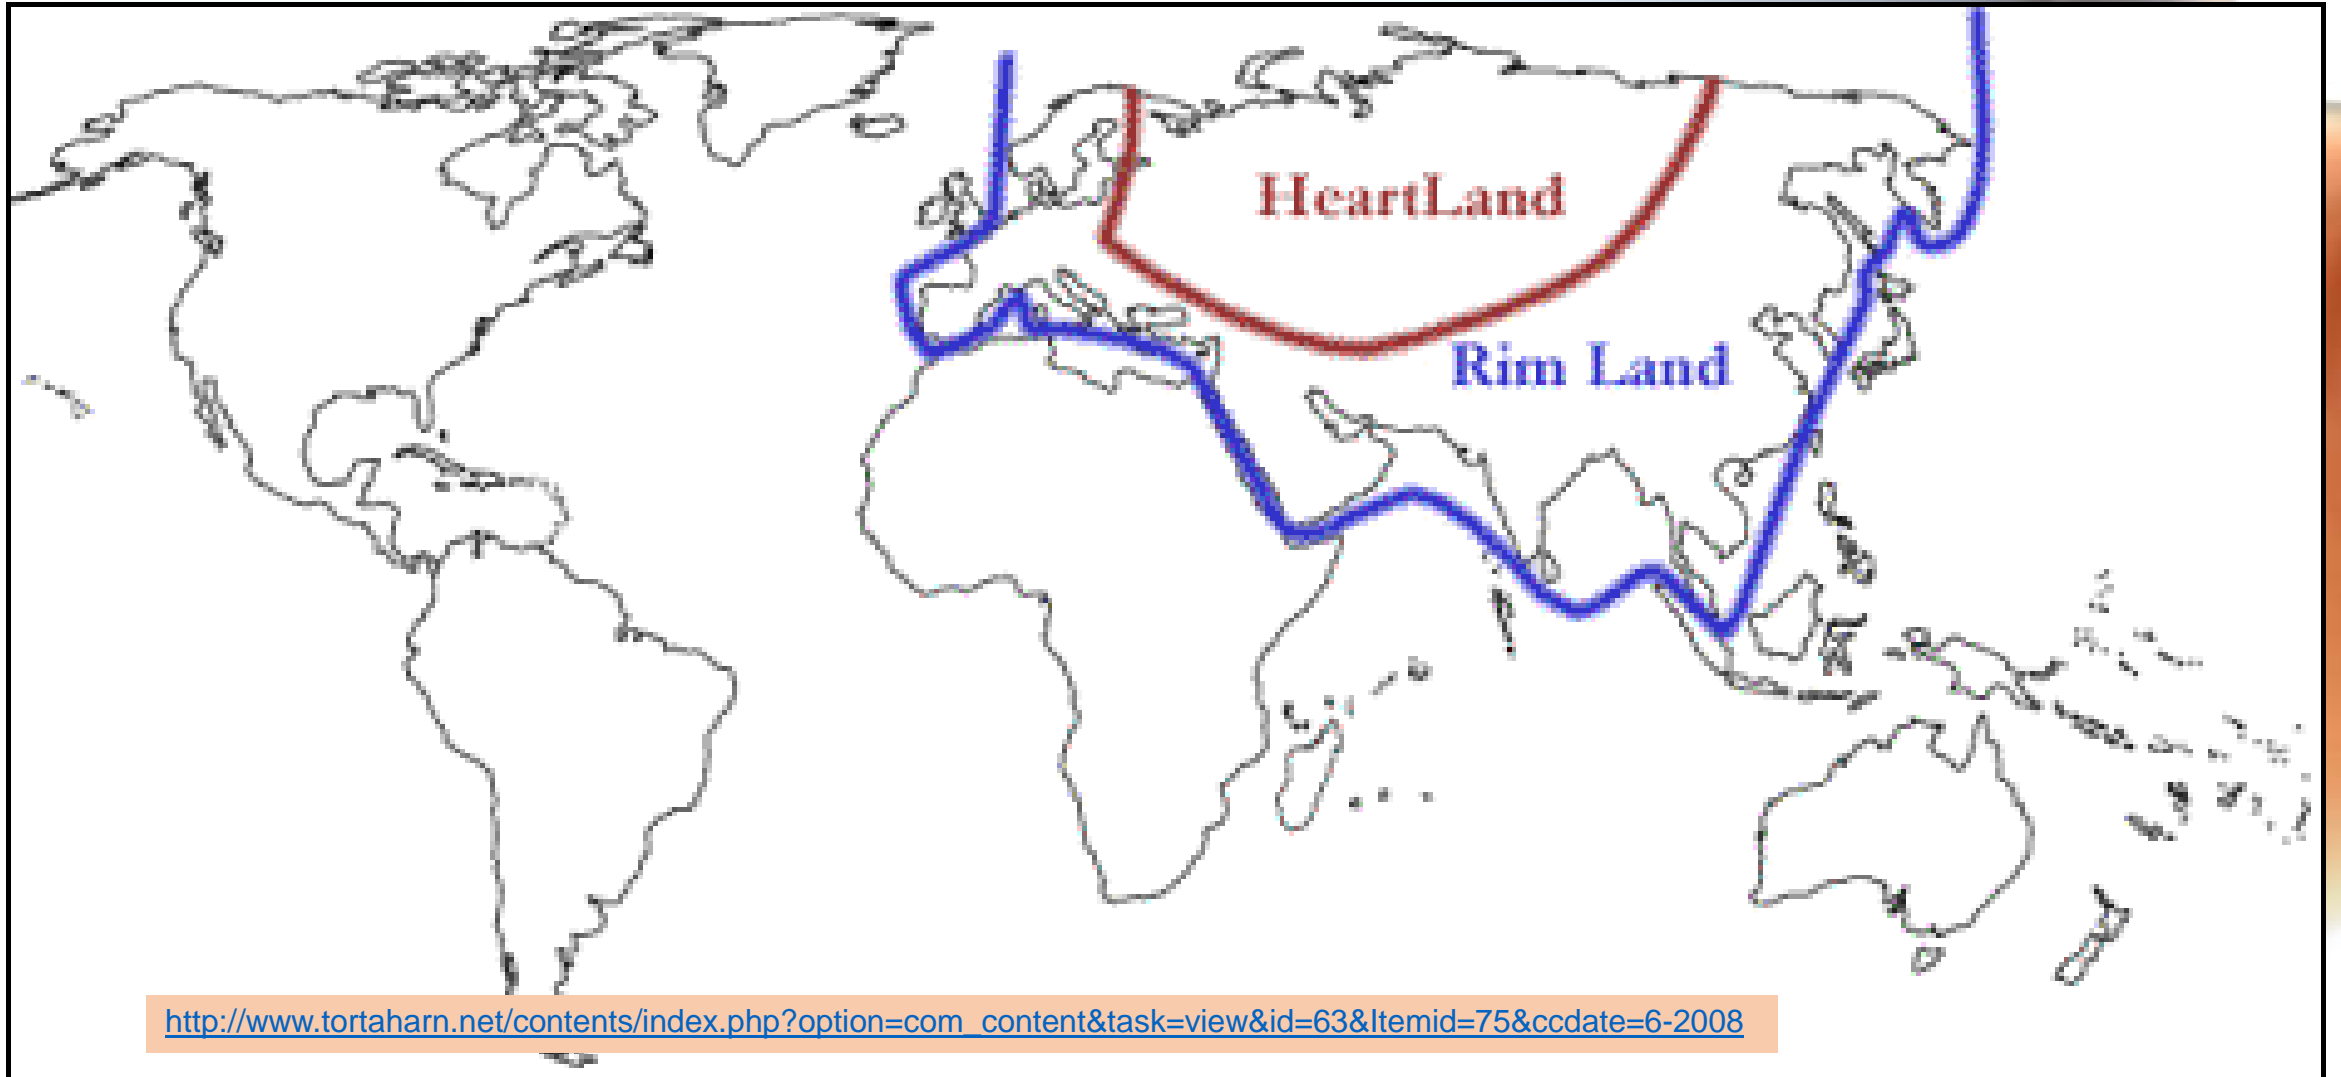 HeartLand
Rim Land
http://www.tortaharn.net/contents/index.php?option=com_content&task=view&id=63&Itemid=75&ccdate=6-2008